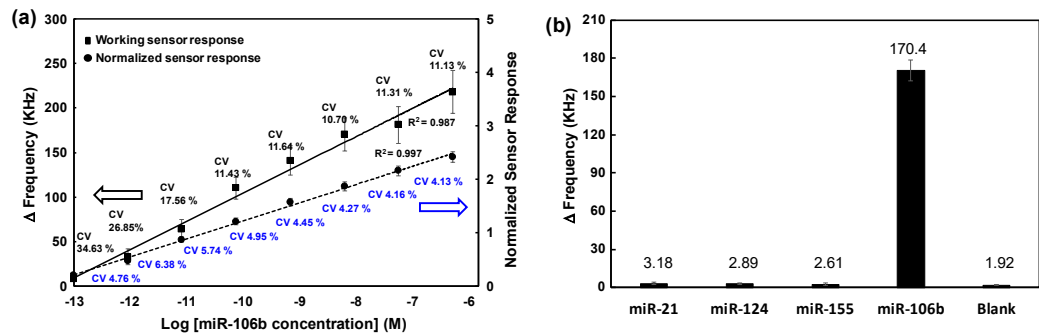 (a)
300
250
200
150
100
50
0
Δ Frequency (KHz)
Working sensor response
Normalized sensor response
CV
34.63 %
CV
26.85%
CV
17.56 %
CV
11.43 %
CV
11.64 %
CV
10.70 %
CV
11.31 %
CV
11.13 %
R² = 0.987
R² = 0.997
CV 4.76 %
CV 6.38 %
CV 5.74 %
CV 4.95 %
CV 4.45 %
CV 4.27 %
CV 4.16 %
CV 4.13 %
5
4
3
2
1
0
Normalized Sensor Response
-13 -12 -11 -10 -9 -8 -7 -6
Log [miR-106b concentration] (M)
(b)
210
180
150
120
90
60
30
0
Δ Frequency (KHz)
3.18 2.89 2.61 170.4 1.92
miR-21 miR-124 miR-155 miR-106b Blank